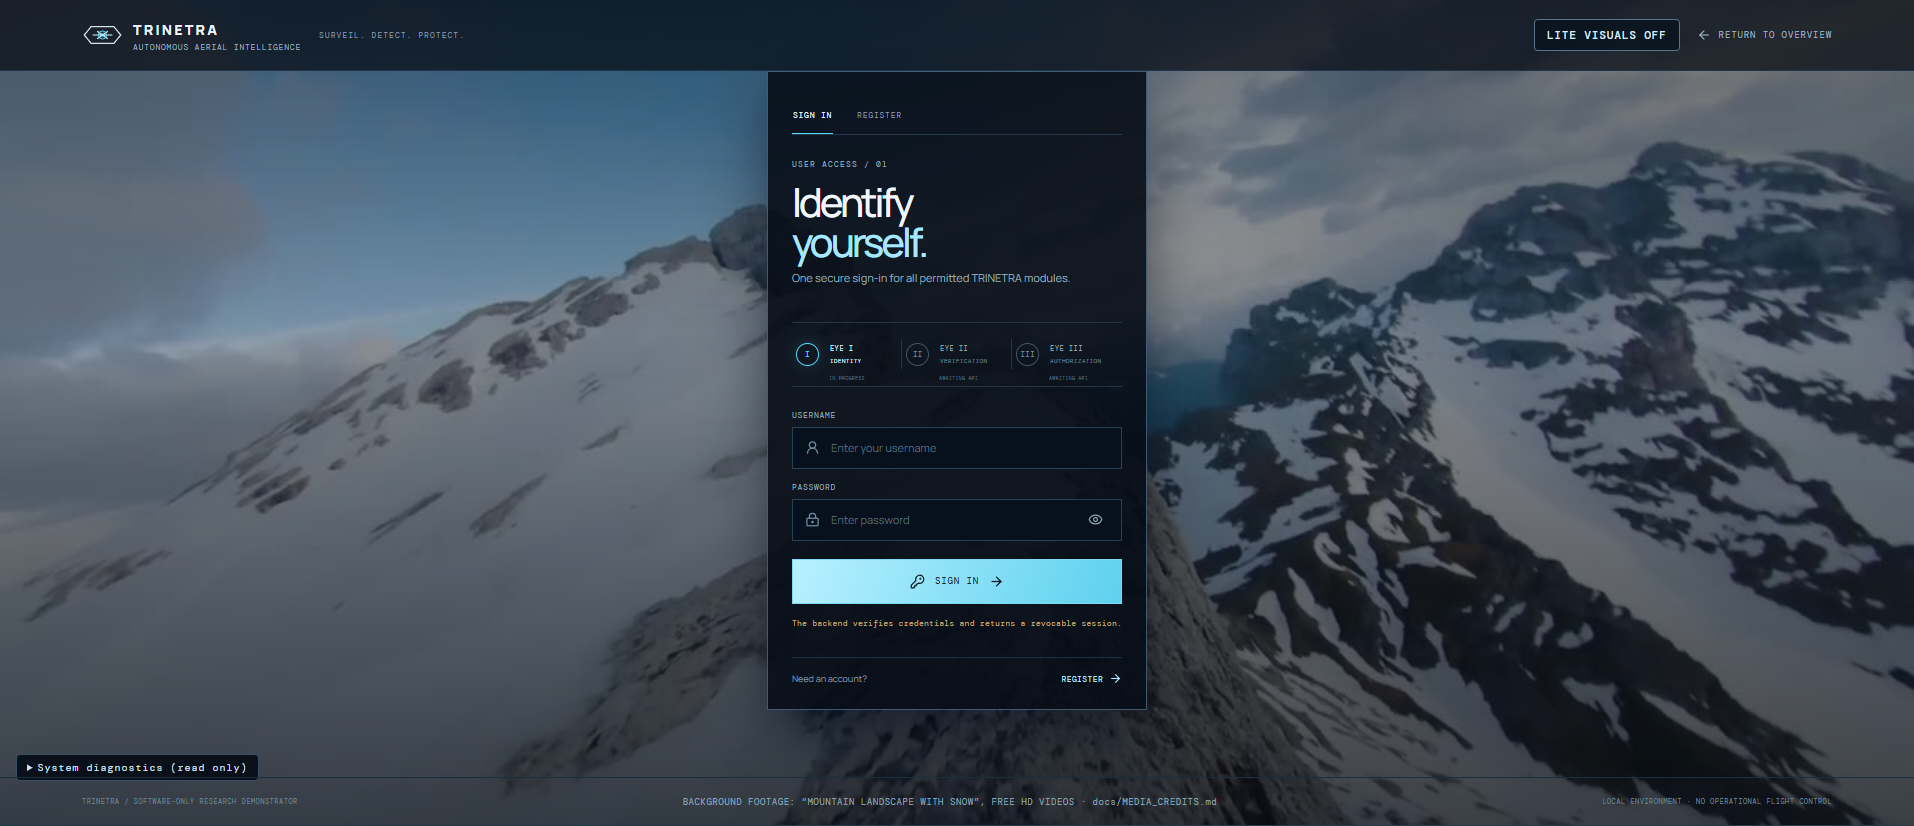 TRINETRA
AUTONOMOUS AERIAL INTELLIGENCE
SURVEIL. DETECT. PROTECT.
LITE VISUALS OFF
RETURN TO OVERVIEW
SIGN IN
REGISTER
USER ACCESS / 01
Identify
yourself.
One secure sign-in for all permitted TRINETRA modules.
I
EYE I
IDENTITY
IN PROGRESS
II
EYE II
VERIFICATION
AWAITING API
III
EYE III
AUTHORIZATION
AWAITING API
USERNAME
Enter your username
PASSWORD
Enter password
SIGN IN
The backend verifies credentials and returns a revocable session.
Need an account?
REGISTER
System diagnostics (read only)
TRINETRA / SOFTWARE-ONLY RESEARCH DEMONSTRATOR
BACKGROUND FOOTAGE: “MOUNTAIN LANDSCAPE WITH SNOW”, FREE HD VIDEOS · docs/MEDIA_CREDITS.md
LOCAL ENVIRONMENT · NO OPERATIONAL FLIGHT CONTROL